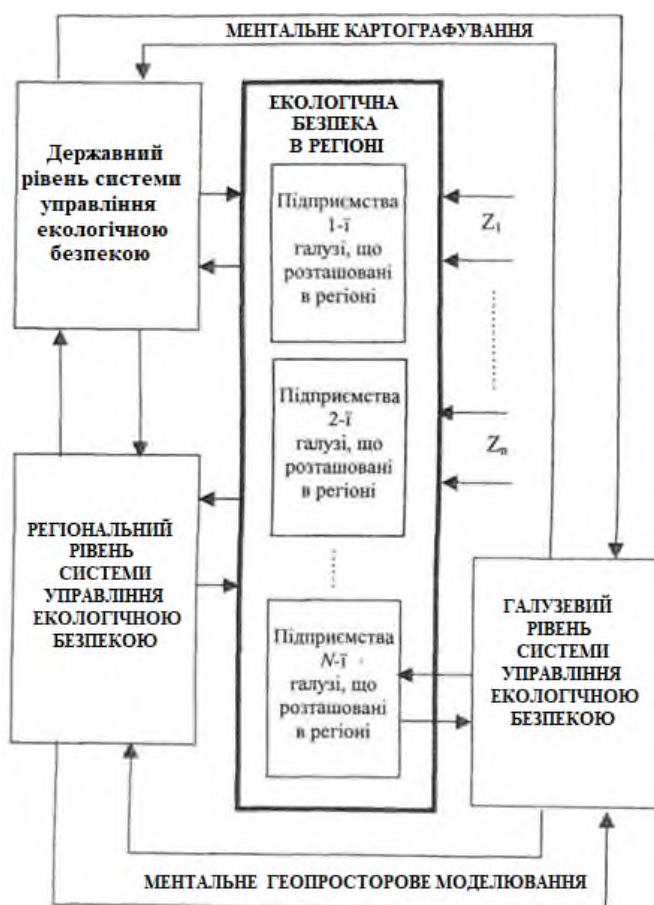 МЕНТАЛЬНЕ КАРТОГРАФУВАННЯ
Державний
рівень системи
управління
екологічною
безпекою
ЕКОЛОГІЧНА
БЕЗПЕКА
В РЕГІОНІ
Підприємства
1-ї
галузі, що
розташовані
в регіоні
Z1
Підприємства
2-ї
галузі, що
розташовані
в регіоні
Zn
РЕГІОНАЛЬНИЙ
РІВЕНЬ
СИСТЕМИ
УПРАВЛІННЯ
ЕКОЛОГІЧНОЮ
БЕЗПЕКОЮ
Підприємства
N-ї
галузі, що
розташовані
в регіоні
ГАЛУЗЕВИЙ
РІВЕНЬ
СИСТЕМИ
УПРАВЛІННЯ
ЕКОЛОГІЧНОЮ
БЕЗПЕКОЮ
МЕНТАЛЬНЕ ГЕОПРОСТОРОВЕ МОДЕЛЮВАННЯ